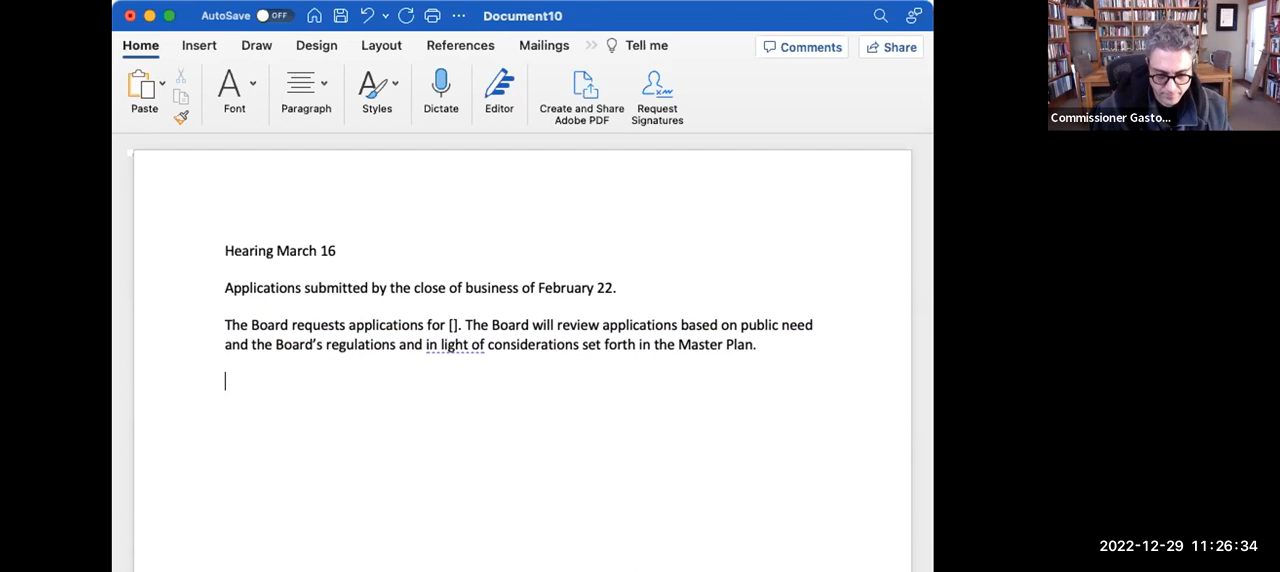 AutoSave OFF
Document10
Home Insert Draw Design Layout References Mailings >> Tell me
Comments Share
Paste
Font
Paragraph
Styles
Dictate
Editor
Create and Share
Adobe PDF
Request
Signatures
Commissioner Gasto...
Hearing March 16
Applications submitted by the close of business of February 22.
The Board requests applications for []. The Board will review applications based on public need
and the Board's regulations and in light of considerations set forth in the Master Plan.
2022-12-29 11:26:34